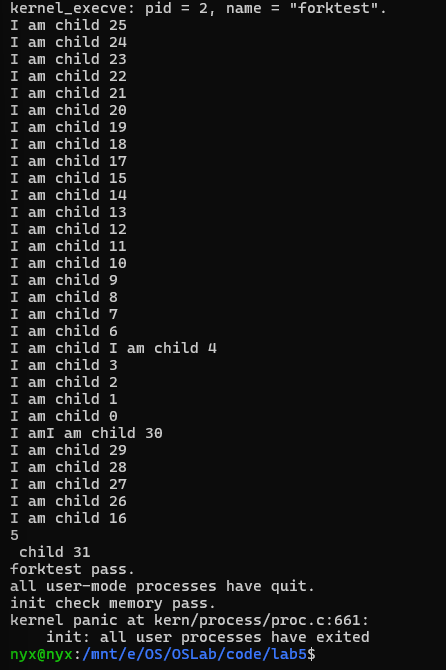 kernel_execve: pid = 2, name = "forktest".
I am child 25
I am child 24
I am child 23
I am child 22
I am child 21
I am child 20
I am child 19
I am child 18
I am child 17
I am child 15
I am child 14
I am child 13
I am child 12
I am child 11
I am child 10
I am child 9
I am child 8
I am child 7
I am child 6
I am child I am child 4
I am child 3
I am child 2
I am child 1
I am child 0
I amI am child 30
I am child 29
I am child 28
I am child 27
I am child 26
I am child 16
5
 child 31
forktest pass.
all user-mode processes have quit.
init check memory pass.
kernel panic at kern/process/proc.c:661:
    init: all user processes have exited
nyx@nyx:/mnt/e/OS/OSLab/code/lab5$